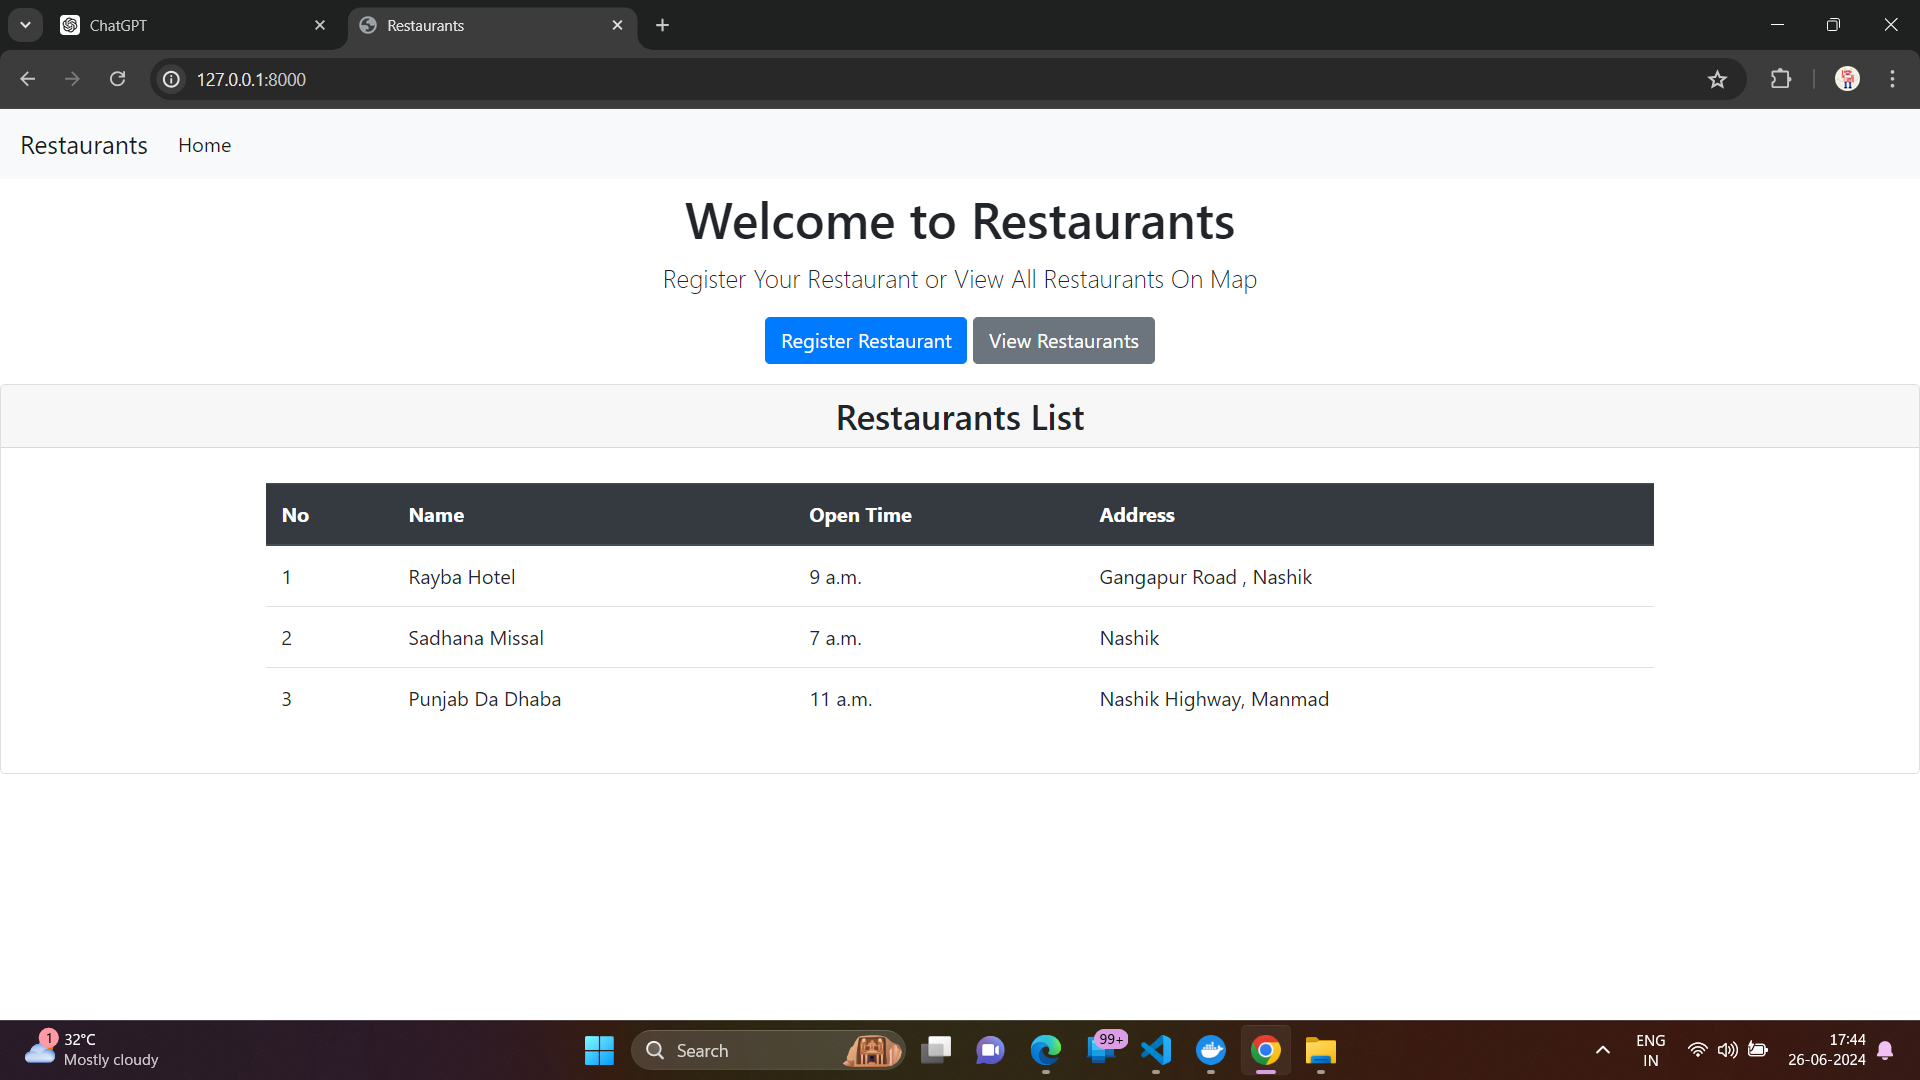 ChatGPT
Restaurants
127.0.0.1:8000
Restaurants Home
Welcome to Restaurants
Register Your Restaurant or View All Restaurants On Map
Register Restaurant View Restaurants
Restaurants List
No Name Open Time Address
1 Rayba Hotel 9 a.m. Gangapur Road , Nashik
2 Sadhana Missal 7 a.m. Nashik
3 Punjab Da Dhaba 11 a.m. Nashik Highway, Manmad
1
32°C
Mostly cloudy
Search
99+
ENG
IN
17:44
26-06-2024